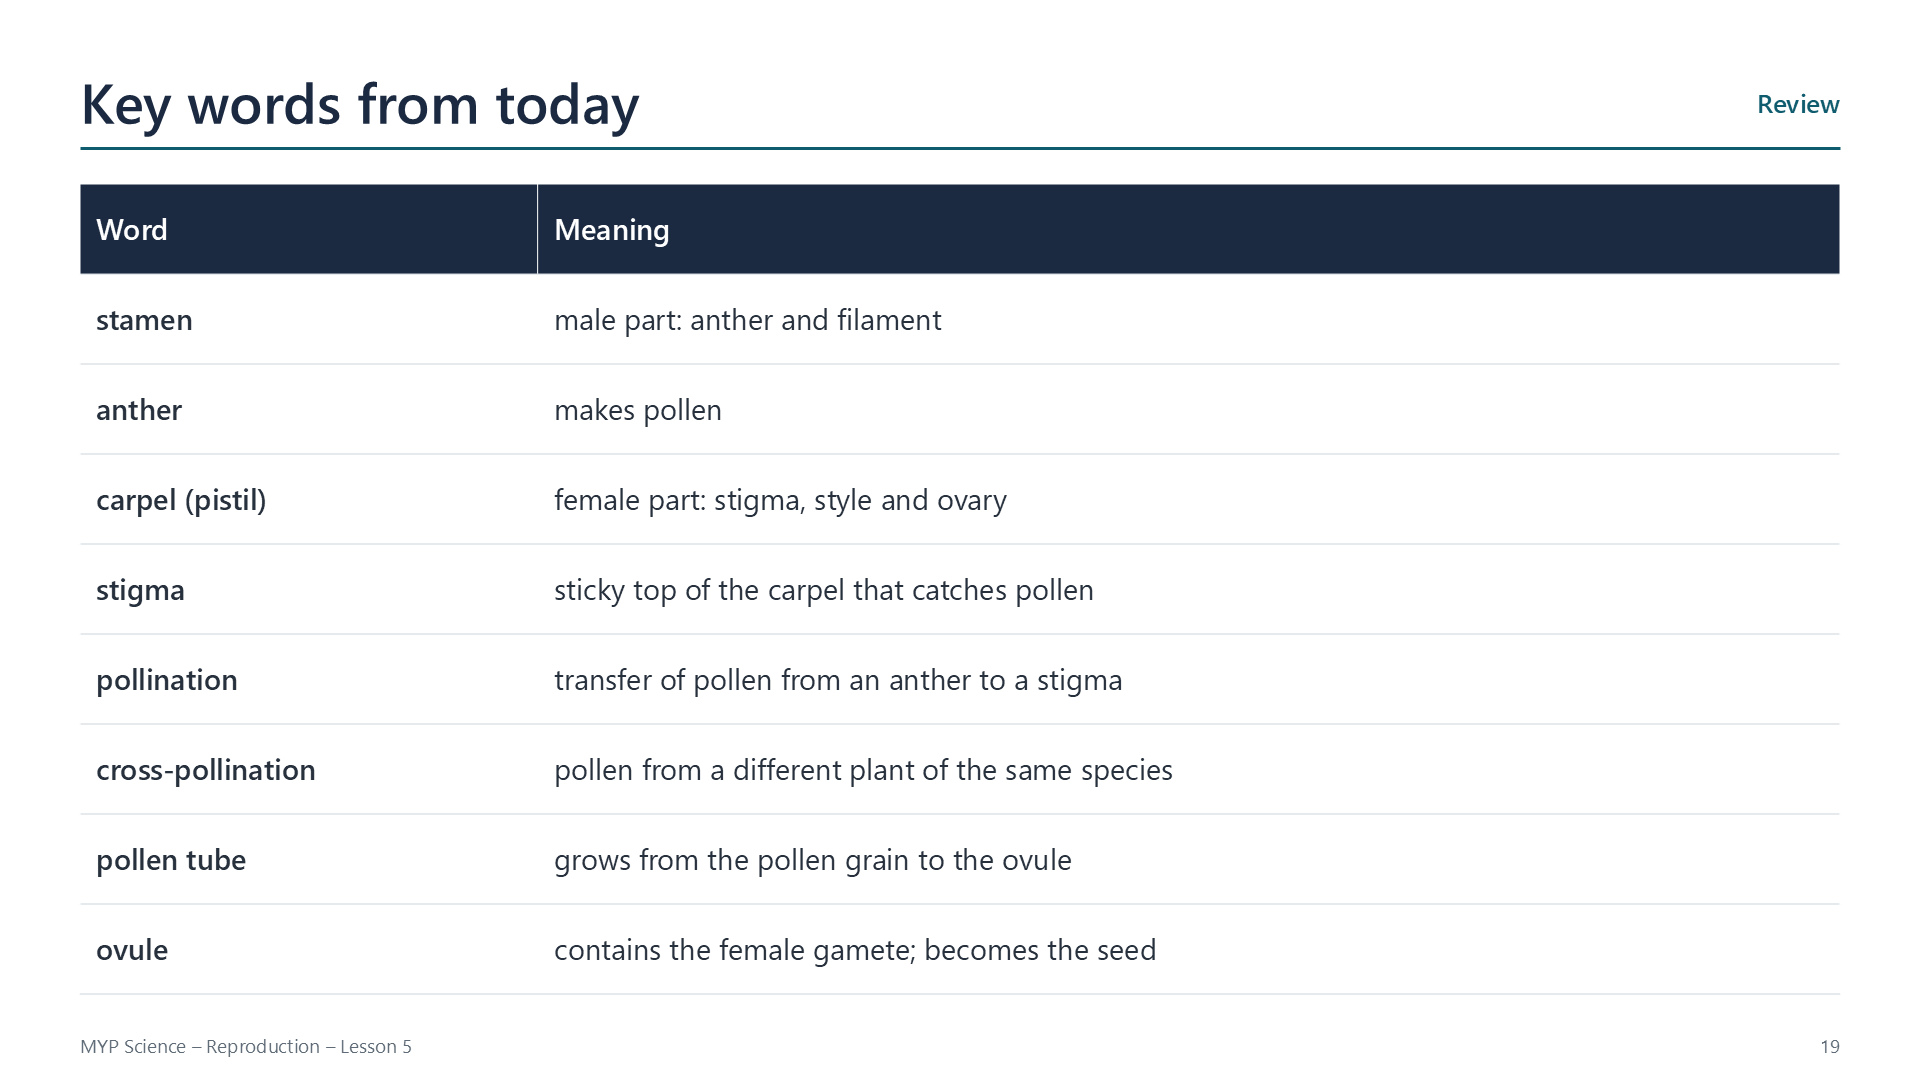 Key words from today
Review
Word Meaning
stamen male part: anther and filament
anther makes pollen
carpel (pistil) female part: stigma, style and ovary
stigma sticky top of the carpel that catches pollen
pollination transfer of pollen from an anther to a stigma
cross-pollination pollen from a different plant of the same species
pollen tube grows from the pollen grain to the ovule
ovule contains the female gamete; becomes the seed
MYP Science – Reproduction – Lesson 5
19